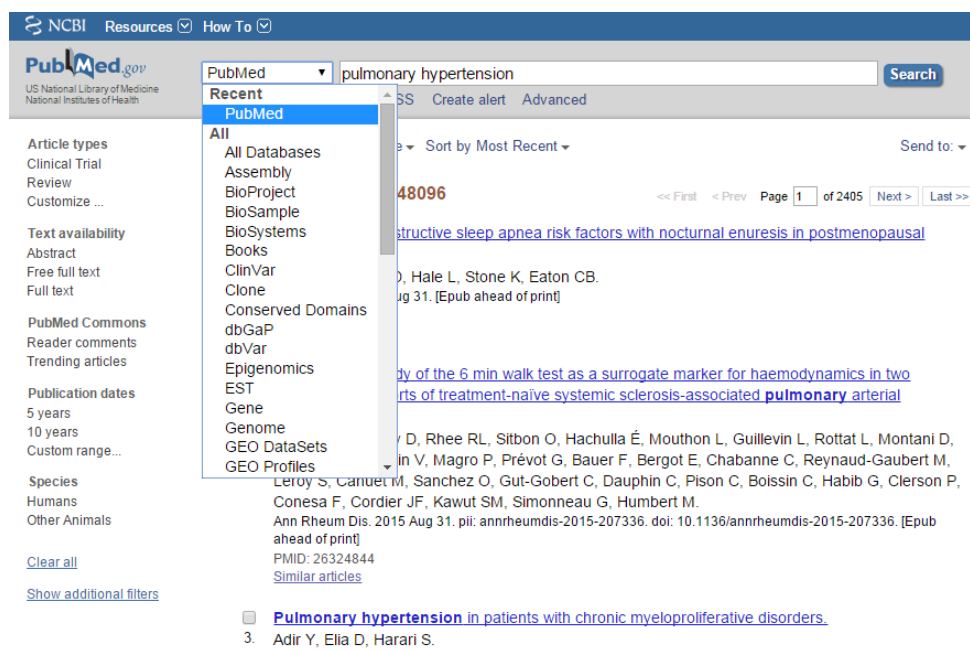 NCBI Resources How To
PubMed.gov
US National Library of Medicine
National Institutes of Health
PubMed
pulmonary hypertension
Search
SS Create alert Advanced
Recent
PubMed
All
All Databases
Assembly
BioProject
BioSample
BioSystems
Books
ClinVar
Clone
Conserved Domains
dbGaP
dbVar
Epigenomics
EST
Gene
Genome
GEO DataSets
GEO Profiles
Article types
Clinical Trial
Review
Customize ...
Text availability
Abstract
Free full text
Full text
PubMed Commons
Reader comments
Trending articles
Publication dates
5 years
10 years
Custom range...
Species
Humans
Other Animals
Clear all
Show additional filters
Sort by Most Recent
Send to:
48096
<< First < Prev Page 1 of 2405 Next > Last >>
structive sleep apnea risk factors with nocturnal enuresis in postmenopausal
, Hale L, Stone K, Eaton CB.
ug 31. [Epub ahead of print]
dy of the 6 min walk test as a surrogate marker for haemodynamics in two
rts of treatment-naïve systemic sclerosis-associated pulmonary arterial
D, Rhee RL, Sitbon O, Hachulla É, Mouthon L, Guillevin L, Rottat L, Montani D,
in V, Magro P, Prévot G, Bauer F, Bergot E, Chabanne C, Reynaud-Gaubert M,
Leroy S, Canuet M, Sanchez O, Gut-Gobert C, Dauphin C, Pison C, Boissin C, Habib G, Clerson P,
Conesa F, Cordier JF, Kawut SM, Simonneau G, Humbert M.
Ann Rheum Dis. 2015 Aug 31. pii: annrheumdis-2015-207336. doi: 10.1136/annrheumdis-2015-207336. [Epub
ahead of print]
PMID: 26324844
Similar articles
Pulmonary hypertension in patients with chronic myeloproliferative disorders.
3. Adir Y, Elia D, Harari S.